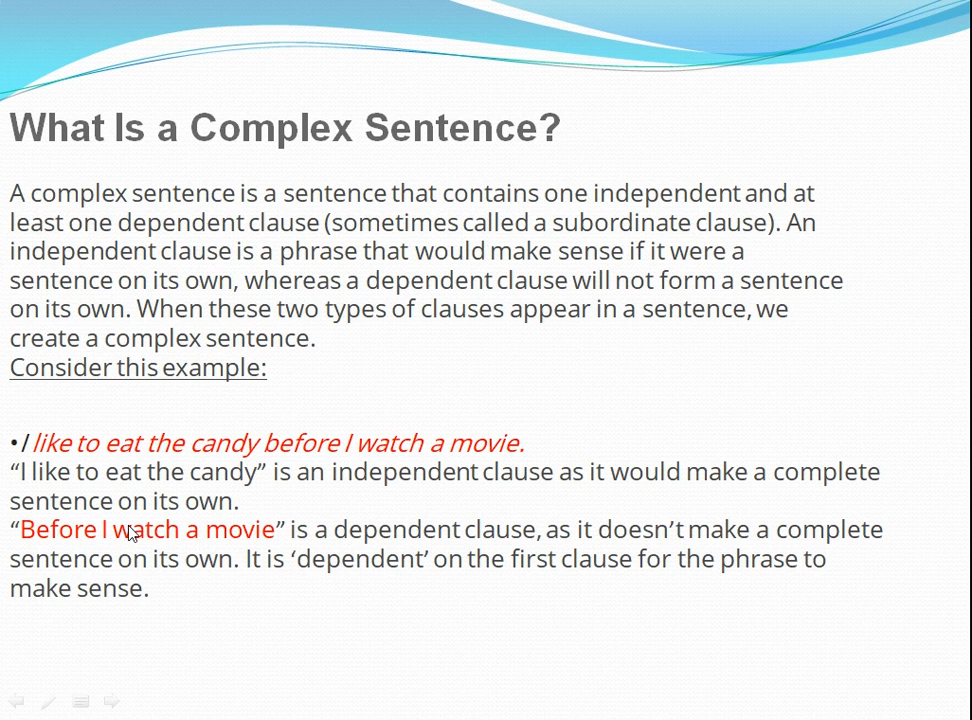 What Is a Complex Sentence?
A complex sentence is a sentence that contains one independent and at
least one dependent clause (sometimes called a subordinate clause). An
independent clause is a phrase that would make sense if it were a
sentence on its own, whereas a dependent clause will not form a sentence
on its own. When these two types of clauses appear in a sentence, we
create a complex sentence.
Consider this example:
•I like to eat the candy before I watch a movie.
“I like to eat the candy” is an independent clause as it would make a complete
sentence on its own.
“Before I watch a movie” is a dependent clause, as it doesn’t make a complete
sentence on its own. It is ‘dependent’ on the first clause for the phrase to
make sense.